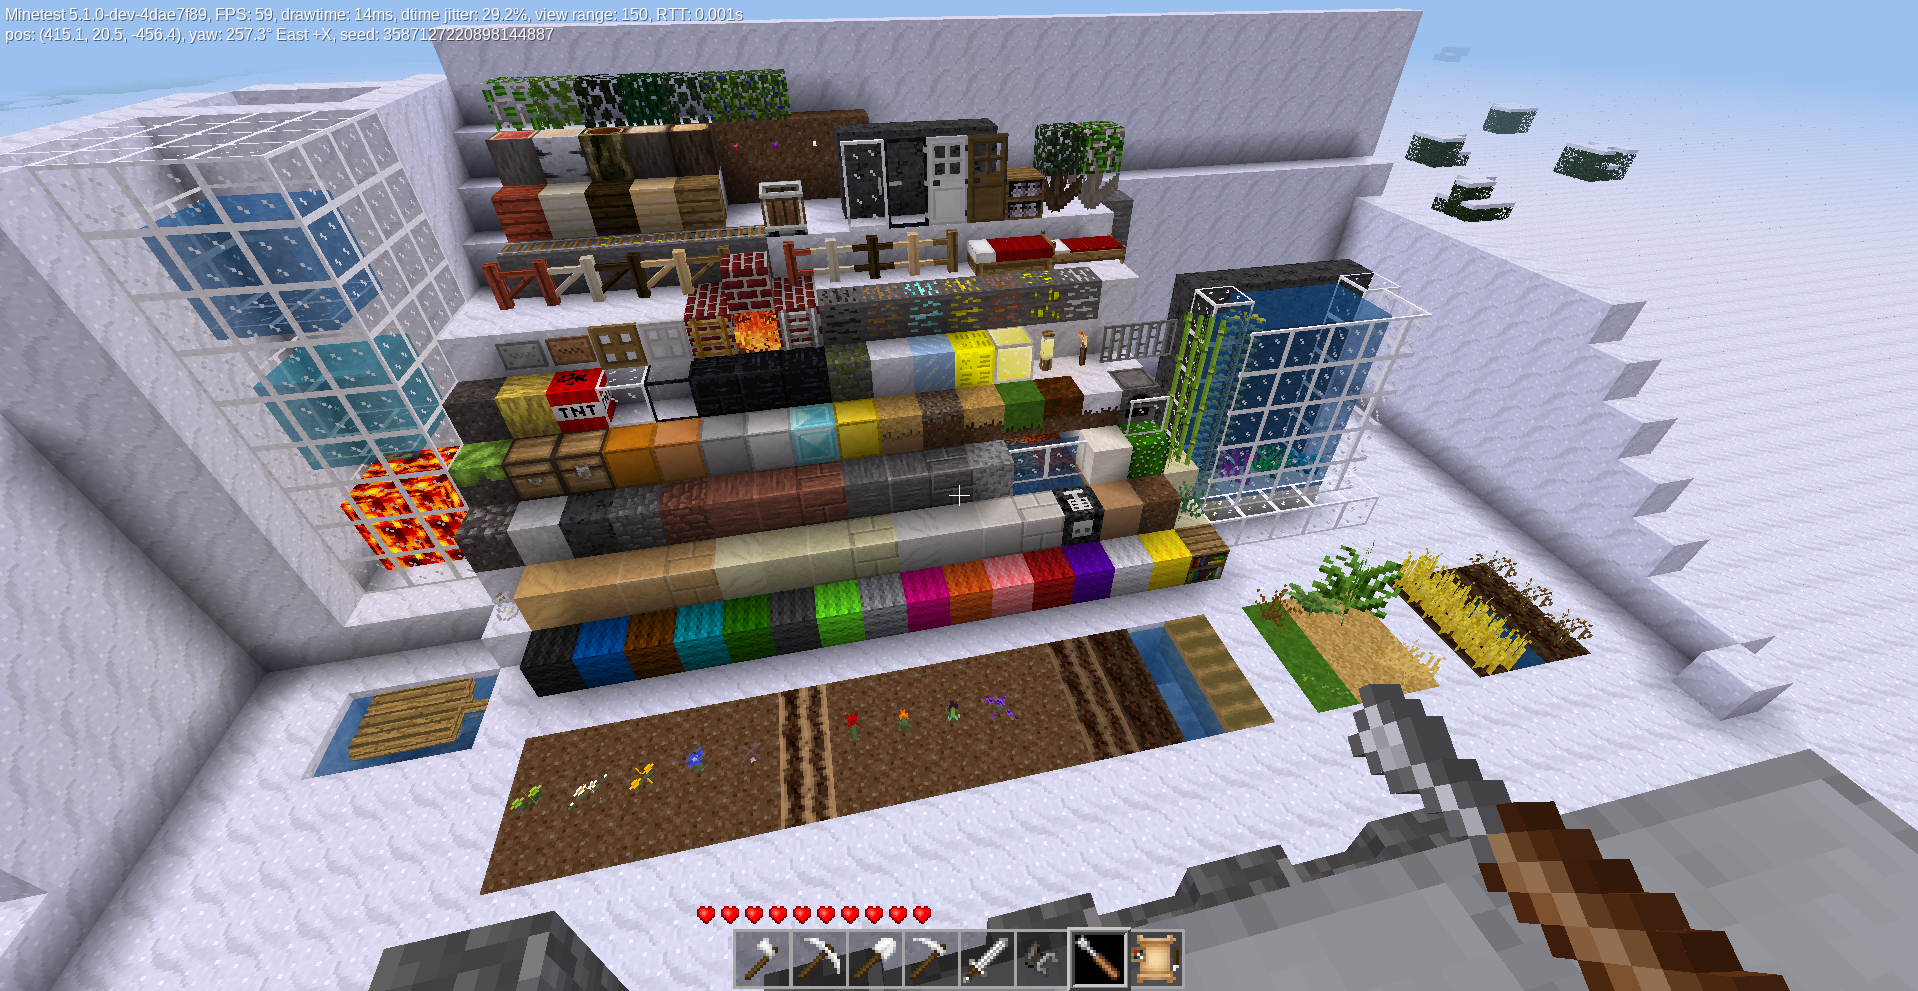 Minetest 5.1.0-dev-4dae7f89, FPS: 59, drawtime: 14ms, dtime jitter: 29.2%, view range: 150, RTT: 0.001s
pos: (415.1, 20.5, -456.4), yaw: 257.3° East +X, seed: 3587127220898144887
TNT